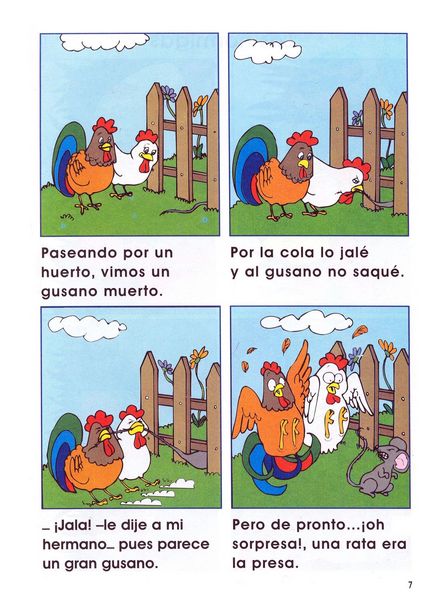 Paseando por un
huerto, vimos un
gusano muerto.
Por la cola lo jalé
y al gusano no saqué.
– ¡Jala! –le dije a mi
hermano– pues parece
un gran gusano.
Pero de pronto...¡oh
sorpresa!, una rata era
la presa.
7